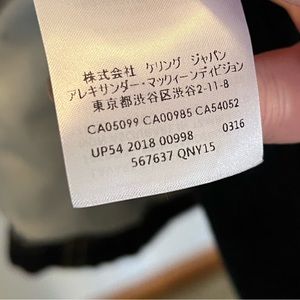 株式会社 ケリング ジャパン
アレキサンダー・マックィーンディビジョン
東京都渋谷区渋谷2-11-8
CA05099 CA00985 CA54052
UP54 2018 00998 0316
567637 QNY15